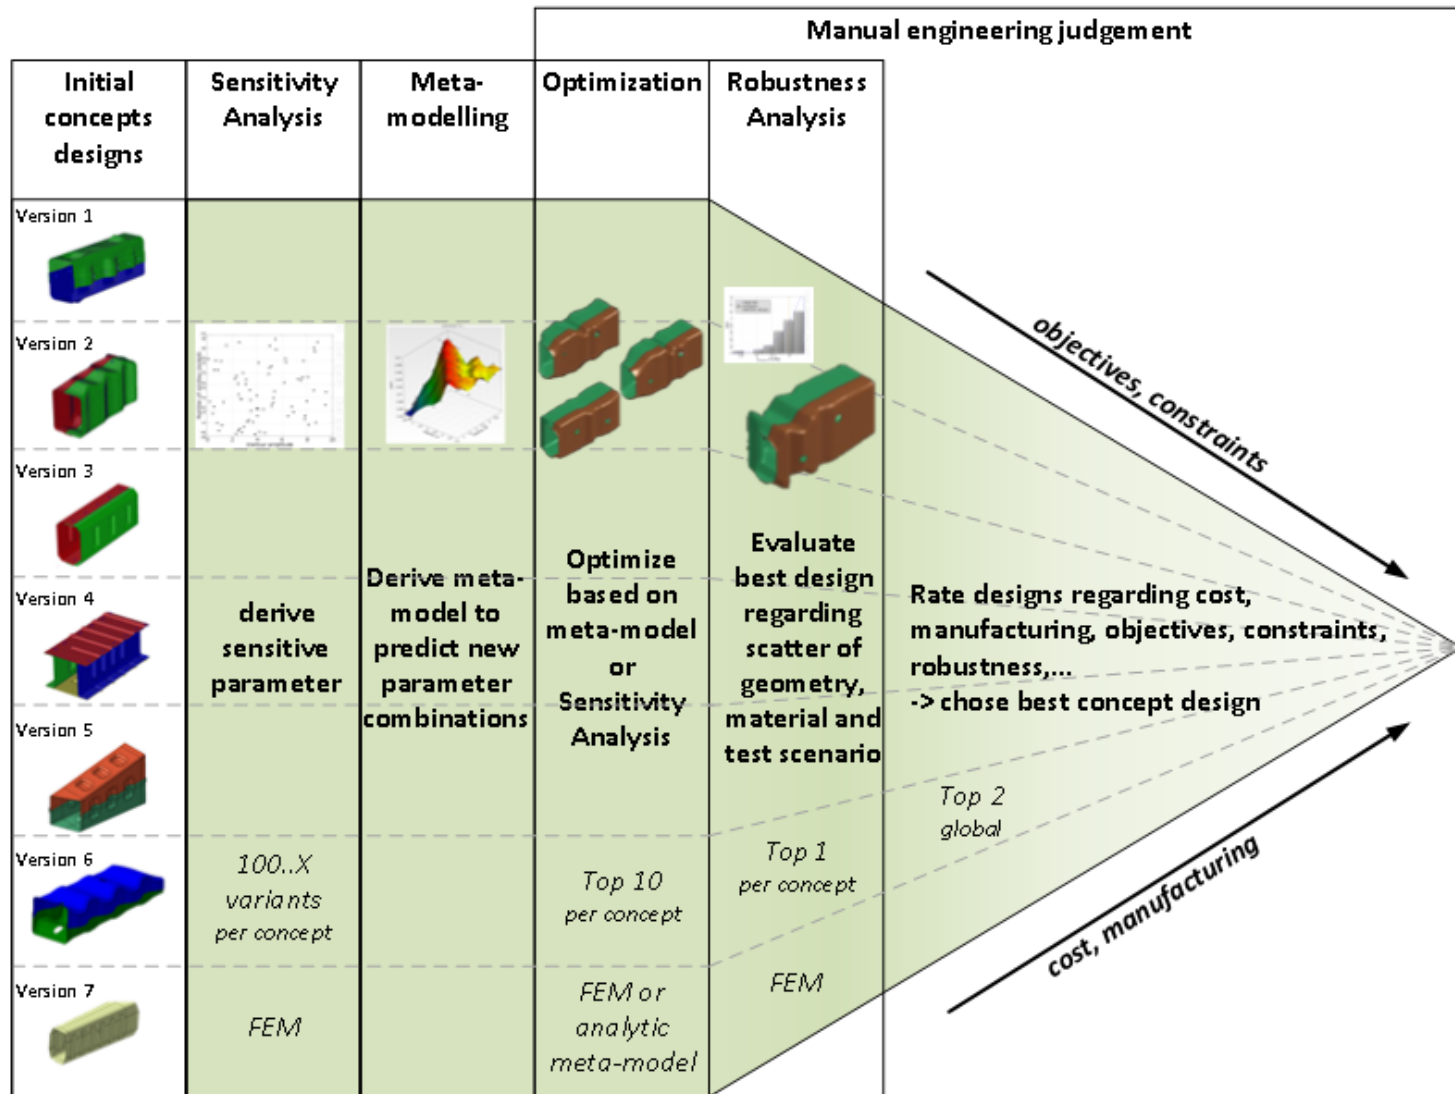 Manual engineering judgement
Initial
concepts
designs
Sensitivity
Analysis
Meta-
modelling
Optimization
Robustness
Analysis
Version 1
Version 2
Version 3
Version 4
Version 5
Version 6
Version 7
derive
sensitive
parameter
100..X
variants
per concept
FEM
Derive meta-
model to
predict new
parameter
combinations
Optimize
based on
meta-model
or
Sensitivity
Analysis
Top 10
per concept
FEM or
analytic
meta-model
Evaluate
best design
regarding
scatter of
geometry,
material and
test scenario
Top 1
per concept
FEM
objectives, constraints
Rate designs regarding cost,
manufacturing, objectives, constraints,
robustness,...
-> chose best concept design
Top 2
global
cost, manufacturing